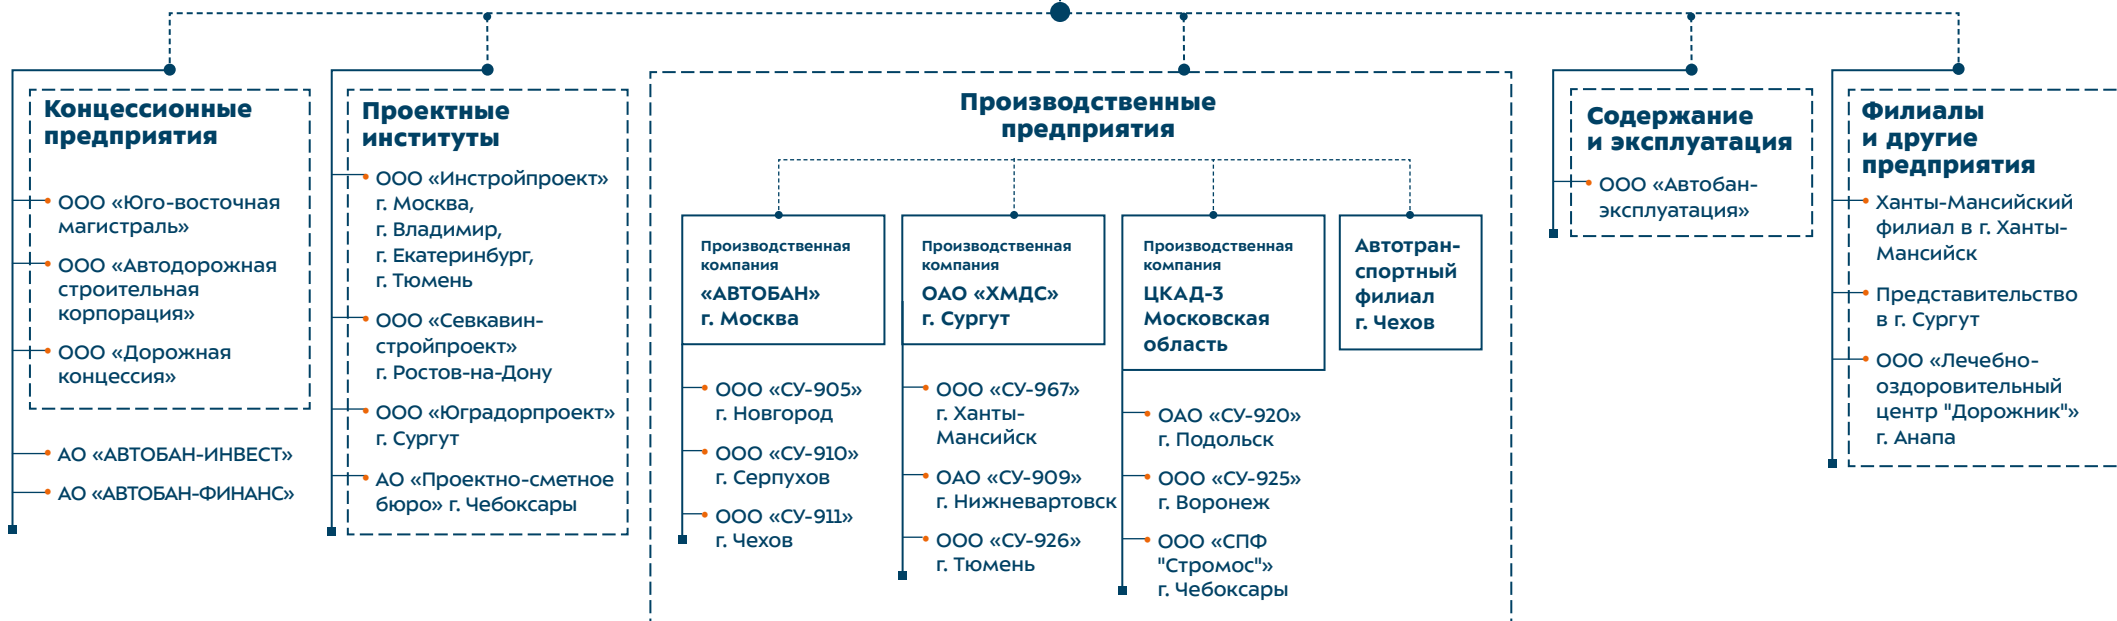 Концессионные
предприятия
ООО «Юго-восточная
магистраль»
ООО «Автодорожная
строительная
корпорация»
ООО «Дорожная
концессия»
АО «АВТОБАН-ИНВЕСТ»
АО «АВТОБАН-ФИНАНС»
Проектные
институты
ООО «Инстройпроект»
г. Москва,
г. Владимир,
г. Екатеринбург,
г. Тюмень
ООО «Севкавин-
стройпроект»
г. Ростов-на-Дону
ООО «Юградорпроект»
г. Сургут
АО «Проектно-сметное
бюро» г. Чебоксары
Производственные
предприятия
Производственная
компания
«АВТОБАН»
г. Москва
ООО «СУ-905»
г. Новгород
ООО «СУ-910»
г. Серпухов
ООО «СУ-911»
г. Чехов
Производственная
компания
ОАО «ХМДС»
г. Сургут
ООО «СУ-967»
г. Ханты-
Мансийск
ОАО «СУ-909»
г. Нижневартовск
ООО «СУ-926»
г. Тюмень
Производственная
компания
ЦКАД-3
Московская
область
ОАО «СУ-920»
г. Подольск
ООО «СУ-925»
г. Воронеж
ООО «СПФ
"Стромос"»
г. Чебоксары
Автотран-
спортный
филиал
г. Чехов
Содержание
и эксплуатация
ООО «Автобан-
эксплуатация»
Филиалы
и другие
предприятия
Ханты-Мансийский
филиал в г. Ханты-
Мансийск
Представительство
в г. Сургут
ООО «Лечебно-
оздоровительный
центр "Дорожник"»
г. Анапа